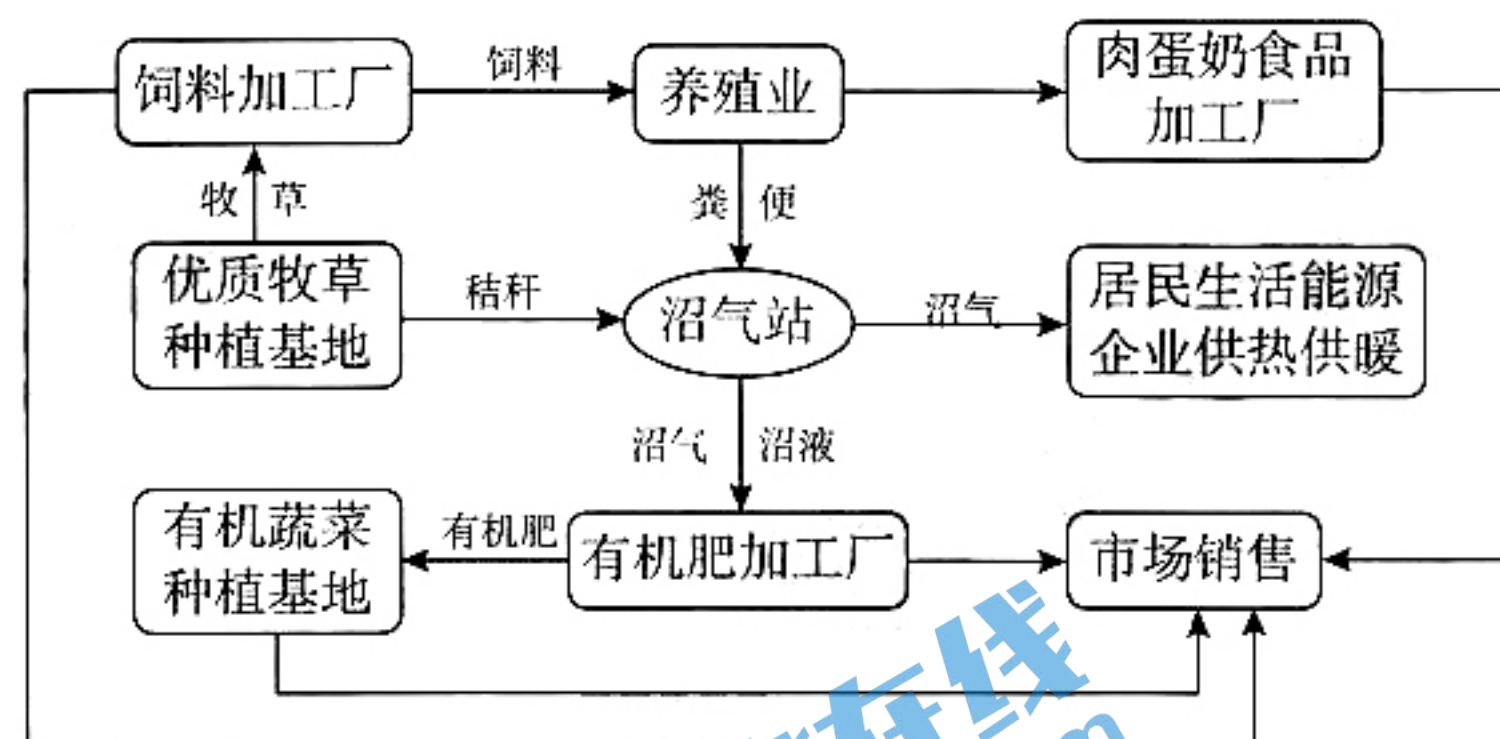 饲料加工厂
饲料
养殖业
肉蛋奶食品
加工厂
牧 草
粪 便
优质牧草
种植基地
秸秆
沼气站
沼气
居民生活能源
企业供热供暖
沼气 沼液
有机蔬菜
种植基地
有机肥
有机肥加工厂
市场销售
在线